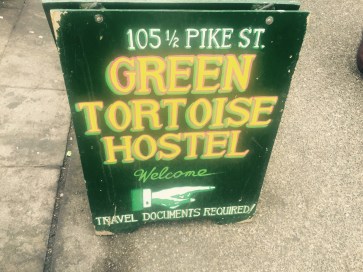 105 ½ PIKE ST.
GREEN
TORTOISE
HOSTEL
Welcome
TRAVEL DOCUMENTS REQUIRED!